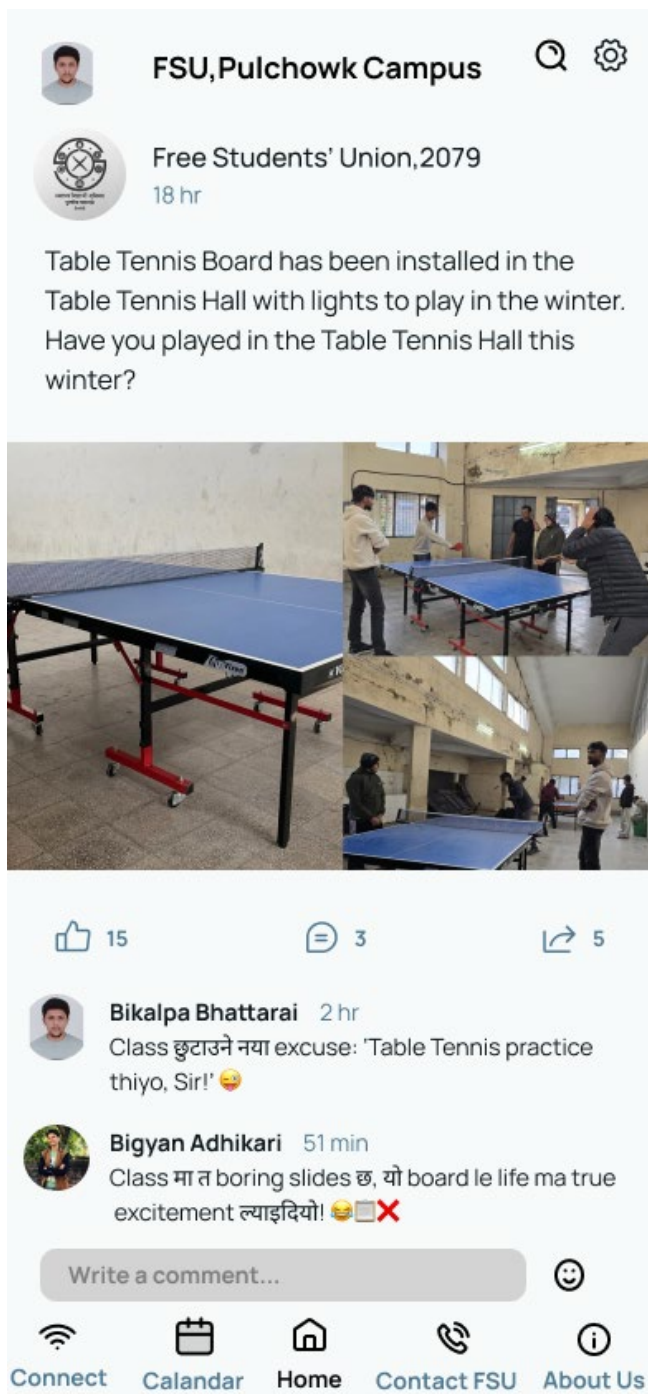 FSU,Pulchowk Campus
Free Students’ Union,2079
18 hr
Table Tennis Board has been installed in the
Table Tennis Hall with lights to play in the winter.
Have you played in the Table Tennis Hall this
winter?
15
3
5
Bikalpa Bhattarai 2 hr
Class छुटाउने नया excuse: 'Table Tennis practice
thiyo, Sir!' 😜
Bigyan Adhikari 51 min
Class मा त boring slides छ, यो board le life ma true
excitement ल्याइदियो! 😂📋❌
Write a comment...
Connect
Calandar
Home
Contact FSU
About Us